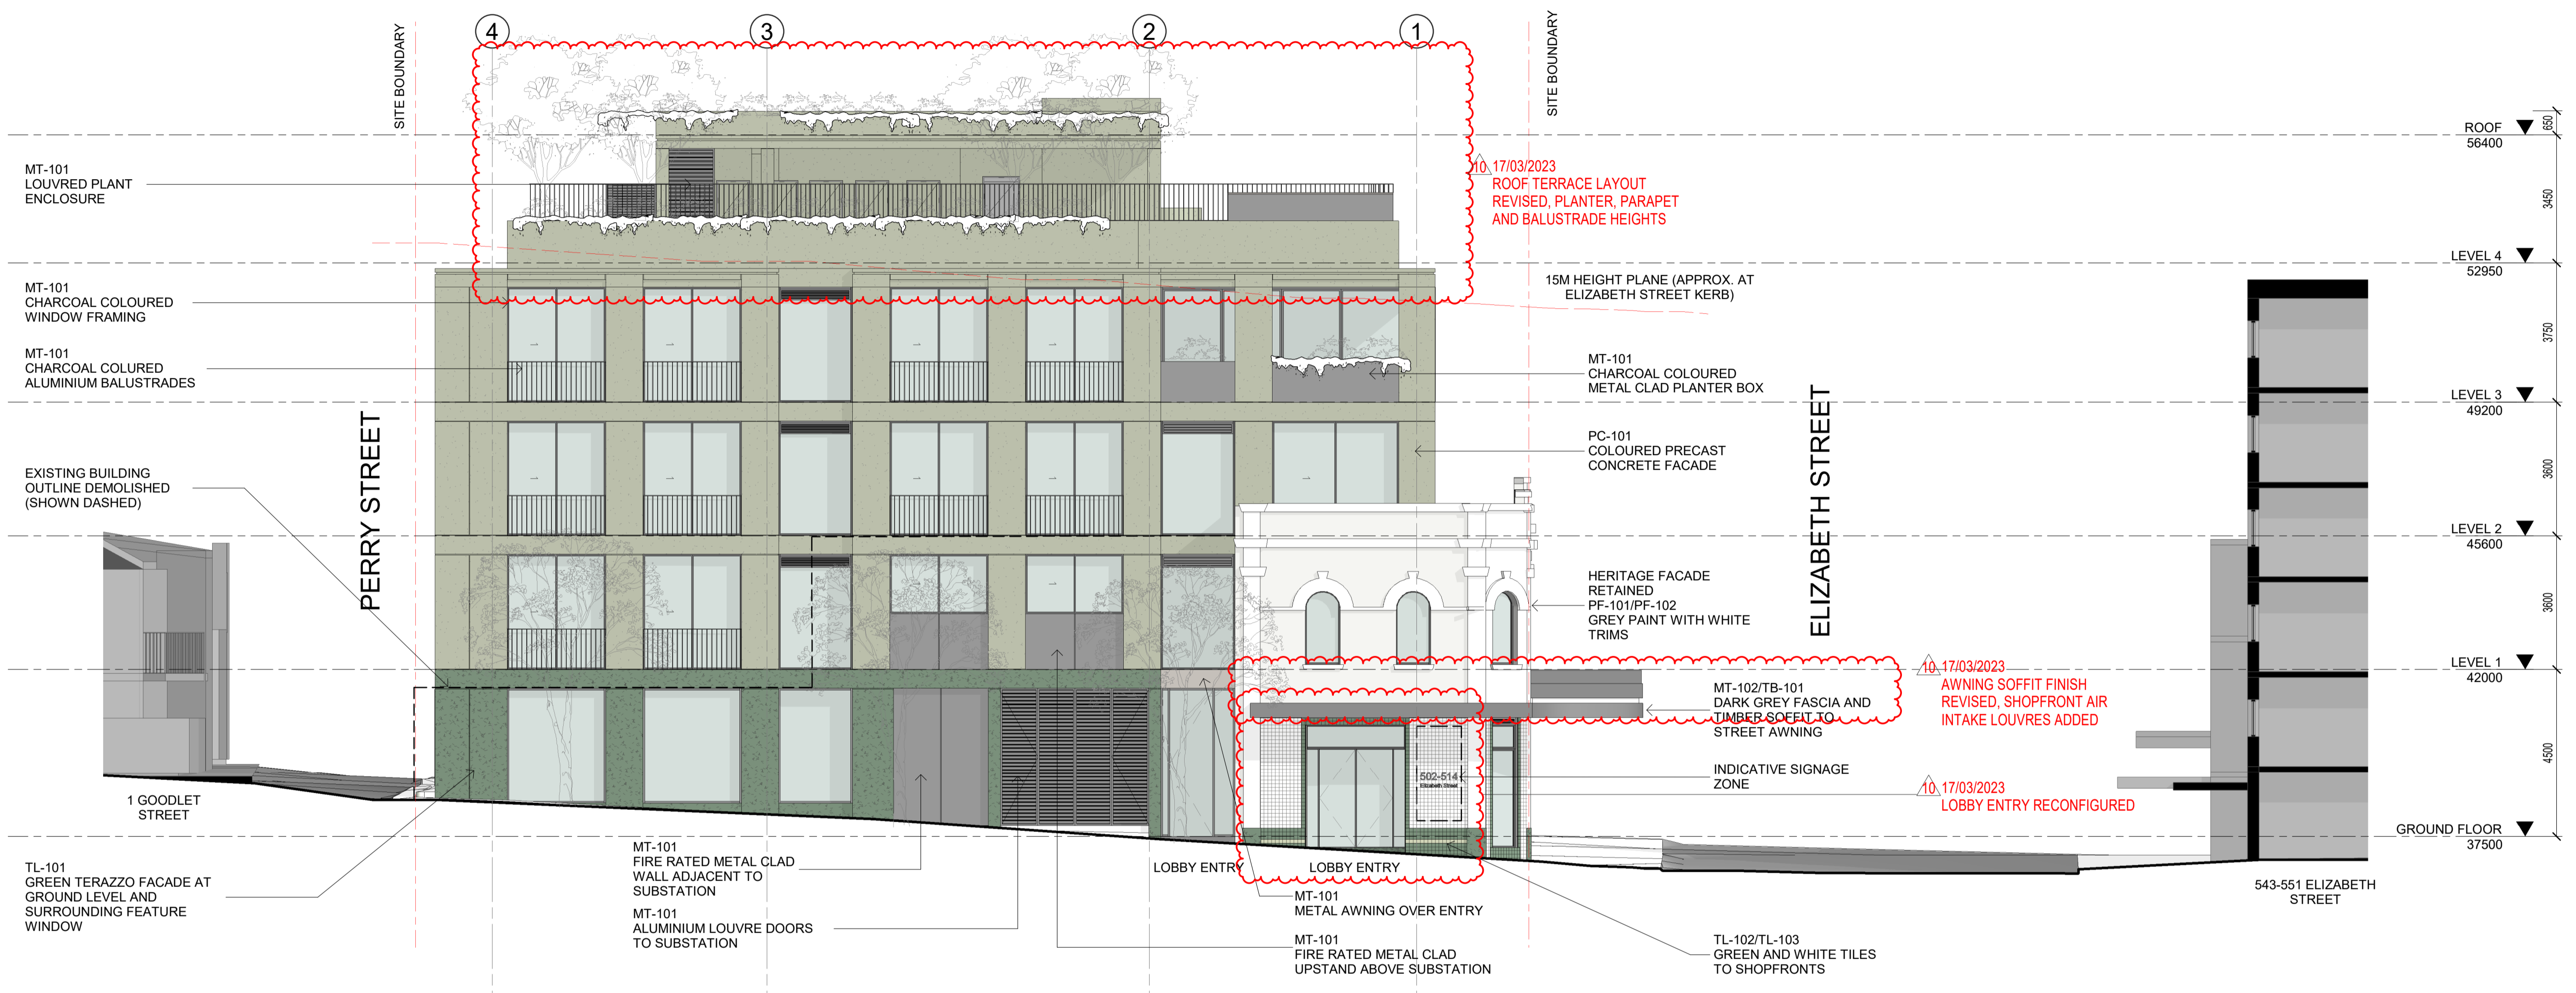 4
3
2
1
SITE BOUNDARY
SITE BOUNDARY
MT-101
LOUVRED PLANT
ENCLOSURE
MT-101
CHARCOAL COLOURED
WINDOW FRAMING
MT-101
CHARCOAL COLURED
ALUMINIUM BALUSTRADES
EXISTING BUILDING
OUTLINE DEMOLISHED
(SHOWN DASHED)
PERRY STREET
1 GOODLET
STREET
TL-101
GREEN TERAZZO FACADE AT
GROUND LEVEL AND
SURROUNDING FEATURE
WINDOW
MT-101
FIRE RATED METAL CLAD
WALL ADJACENT TO
SUBSTATION
MT-101
ALUMINIUM LOUVRE DOORS
TO SUBSTATION
LOBBY ENTRY
LOBBY ENTRY
MT-101
METAL AWNING OVER ENTRY
MT-101
FIRE RATED METAL CLAD
UPSTAND ABOVE SUBSTATION
502-514
Elizabeth Street
10 17/03/2023
ROOF TERRACE LAYOUT
REVISED, PLANTER, PARAPET
AND BALUSTRADE HEIGHTS
15M HEIGHT PLANE (APPROX. AT
ELIZABETH STREET KERB)
MT-101
CHARCOAL COLOURED
METAL CLAD PLANTER BOX
PC-101
COLOURED PRECAST
CONCRETE FACADE
HERITAGE FACADE
RETAINED
PF-101/PF-102
GREY PAINT WITH WHITE
TRIMS
ELIZABETH STREET
MT-102/TB-101
DARK GREY FASCIA AND
TIMBER SOFFIT TO
STREET AWNING
INDICATIVE SIGNAGE
ZONE
TL-102/TL-103
GREEN AND WHITE TILES
TO SHOPFRONTS
10 17/03/2023
AWNING SOFFIT FINISH
REVISED, SHOPFRONT AIR
INTAKE LOUVRES ADDED
10 17/03/2023
LOBBY ENTRY RECONFIGURED
543-551 ELIZABETH
STREET
ROOF
56400
LEVEL 4
52950
LEVEL 3
49200
LEVEL 2
45600
LEVEL 1
42000
GROUND FLOOR
37500
650
3450
3750
3600
3600
4500